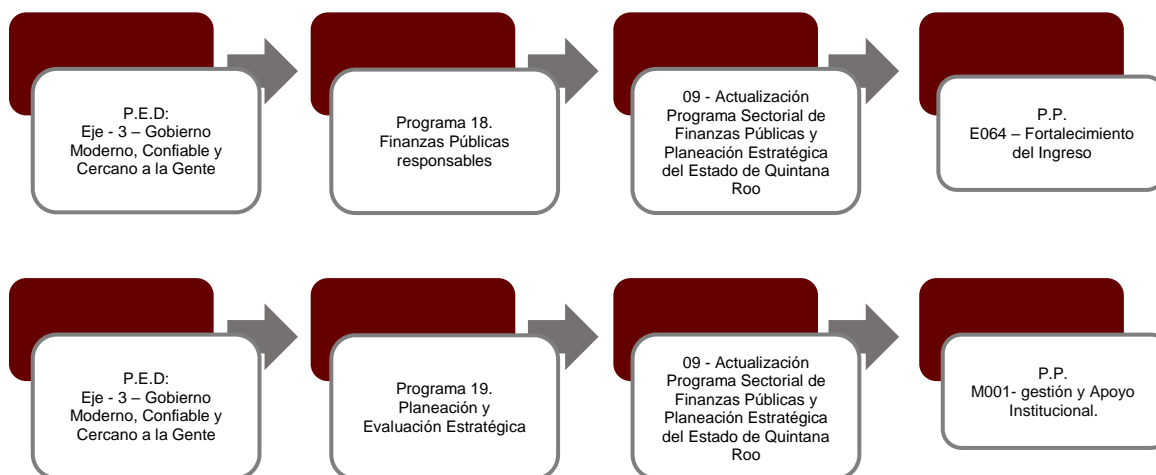 P.E.D:
Eje - 3 – Gobierno
Moderno, Confiable y
Cercano a la Gente
Programa 18.
Finanzas Públicas
responsables
09 - Actualización
Programa Sectorial de
Finanzas Públicas y
Planeación Estratégica
del Estado de Quintana
Roo
P.P.
E064 – Fortalecimiento
del Ingreso
P.E.D:
Eje - 3 – Gobierno
Moderno, Confiable y
Cercano a la Gente
Programa 19.
Planeación y
Evaluación Estratégica
09 - Actualización
Programa Sectorial de
Finanzas Públicas y
Planeación Estratégica
del Estado de Quintana
Roo
P.P.
M001- gestión y Apoyo
Institucional.